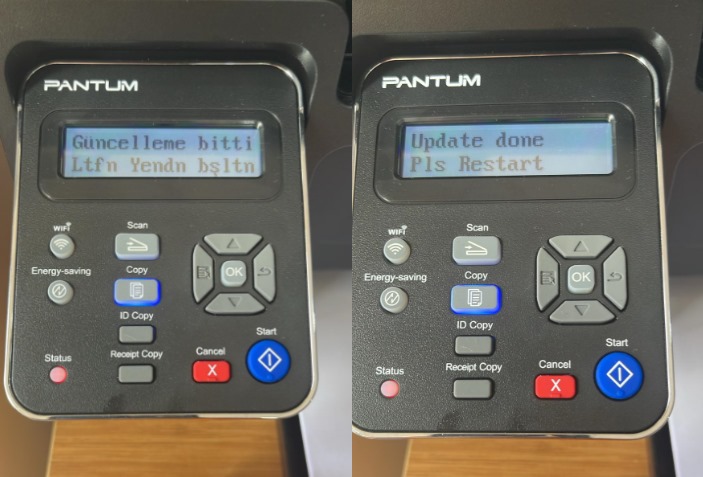 PANTUM
Güncelleme bitti
Ltfn Yendn bşltn
WiFi
Scan
Energy-saving
Copy
OK
ID Copy
Start
Status
Receipt Copy
Cancel
X
PANTUM
Update done
Pls Restart
WiFi
Scan
Energy-saving
Copy
OK
ID Copy
Start
Status
Receipt Copy
Cancel
X